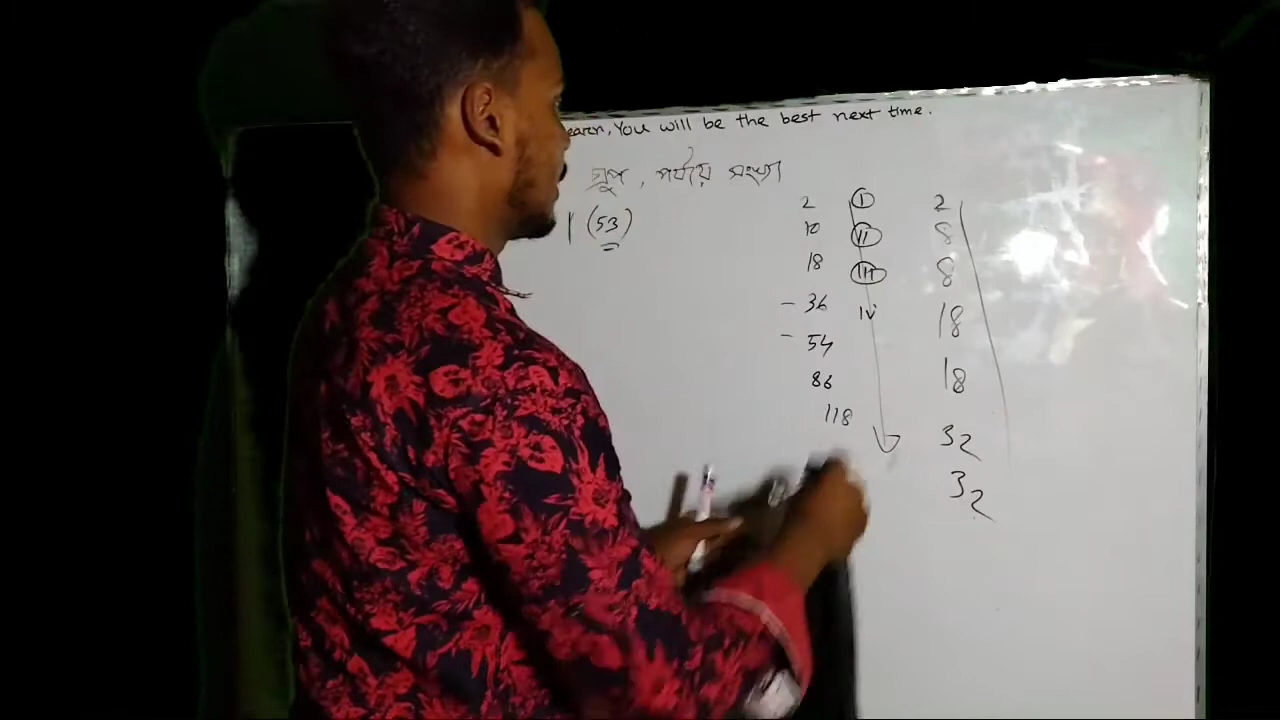 earn, You will be the best next time.
গ্রুপ, পর্যায় সংখ্যা
I (53)
2 I 2
10 II 8
18 III 8
- 36 IV 18
- 54 18
86 32
118 32